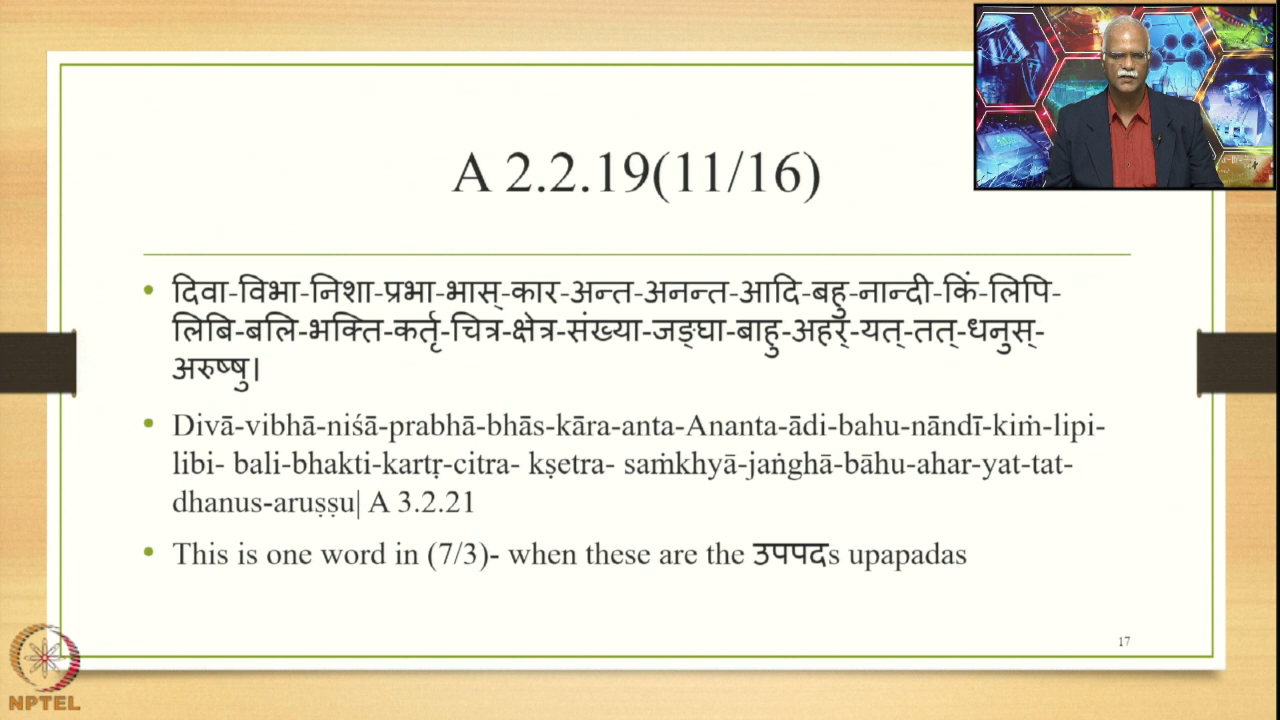 A 2.2.19(11/16)
• दिवा-विभा-निशा-प्रभा-भास्-कार-अन्त-अनन्त-आदि-बहु-नान्दी-किं-लिपि-
लिबि-बलि-भक्ति-कर्तृ-चित्र-क्षेत्र-संख्या-जङ्घा-बाहु-अहर्-यत्-तत्-धनुस्-
अरुष्षु।
• Divā-vibhā-niśā-prabhā-bhās-kāra-anta-Ananta-ādi-bahu-nāndī-kiṁ-lipi-
libi- bali-bhakti-kartṛ-citra- kṣetra- saṁkhyā-jaṅghā-bāhu-ahar-yat-tat-
dhanus-aruṣṣu| A 3.2.21
• This is one word in (7/3)- when these are the उपपदs upapadas
17
NPTEL